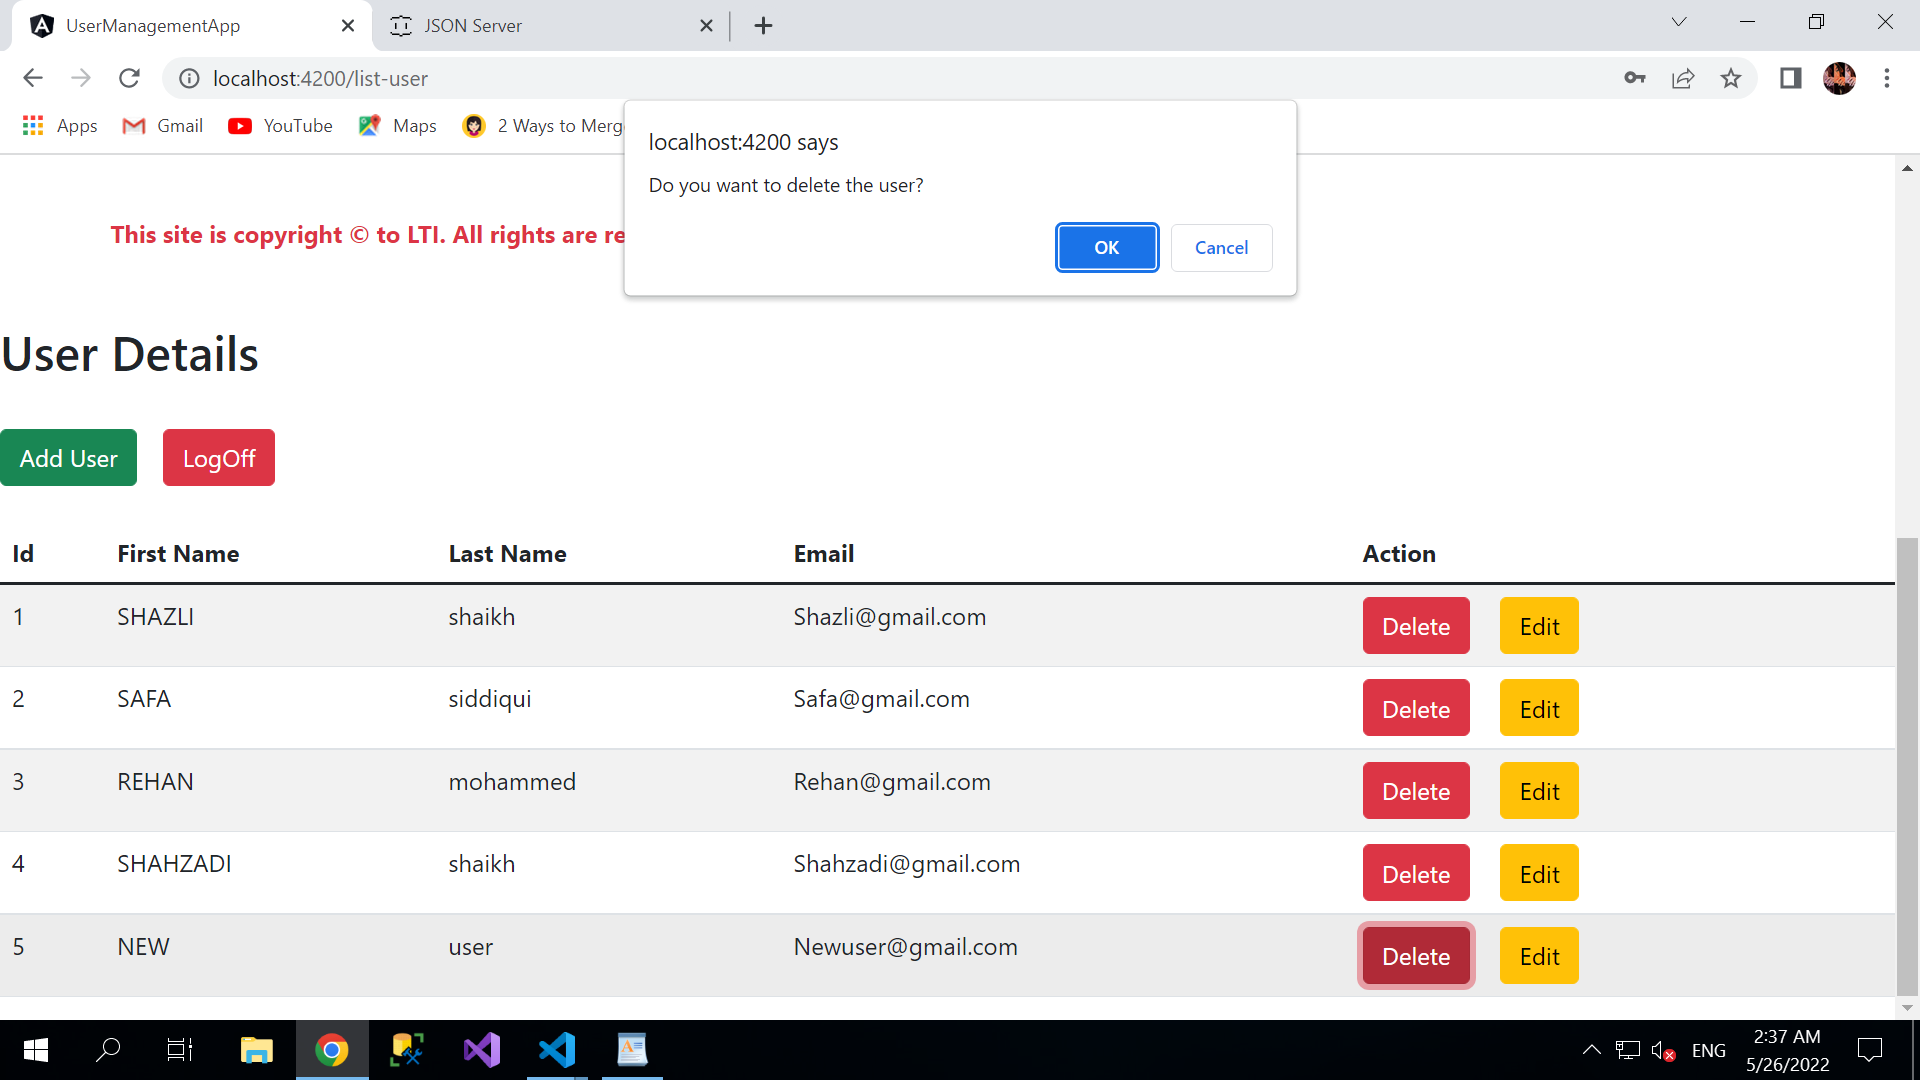 UserManagementApp
JSON Server
localhost:4200/list-user
Apps
Gmail
YouTube
Maps
2 Ways to Merg
localhost:4200 says
Do you want to delete the user?
OK
Cancel
This site is copyright © to LTI. All rights are re
User Details
Add User
LogOff
Id First Name Last Name Email Action
1 SHAZLI shaikh Shazli@gmail.com Delete Edit
2 SAFA siddiqui Safa@gmail.com Delete Edit
3 REHAN mohammed Rehan@gmail.com Delete Edit
4 SHAHZADI shaikh Shahzadi@gmail.com Delete Edit
5 NEW user Newuser@gmail.com Delete Edit
ENG
2:37 AM
5/26/2022